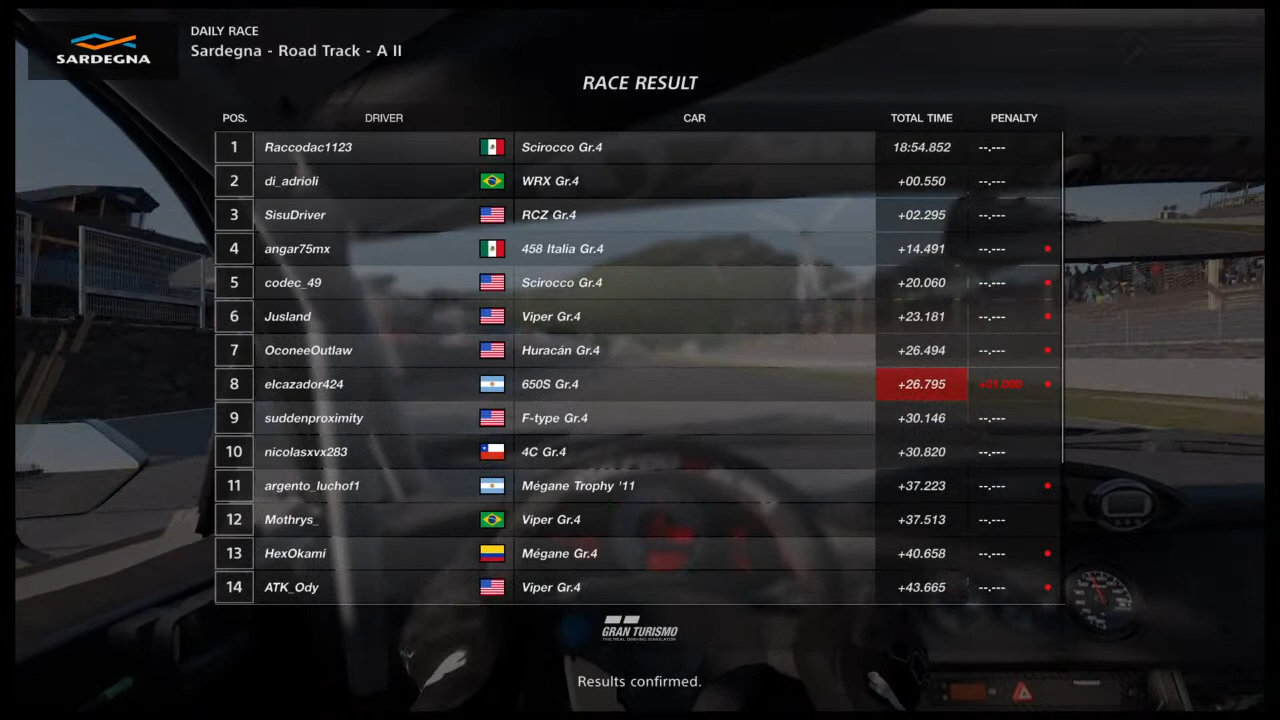 SARDEGNA
DAILY RACE
Sardegna - Road Track - A II
RACE RESULT
POS. DRIVER CAR TOTAL TIME PENALTY
1 Raccodac1123 Scirocco Gr.4 18:54.852 --.---
2 di_adrioli WRX Gr.4 +00.550 --.---
3 SisuDriver RCZ Gr.4 +02.295 --.---
4 angar75mx 458 Italia Gr.4 +14.491 --.---
5 codec_49 Scirocco Gr.4 +20.060 --.---
6 Jusland Viper Gr.4 +23.181 --.---
7 OconeeOutlaw Huracán Gr.4 +26.494 --.---
8 elcazador424 650S Gr.4 +26.795 +01.000
9 suddenproximity F-type Gr.4 +30.146 --.---
10 nicolasxvx283 4C Gr.4 +30.820 --.---
11 argento_luchof1 Mégane Trophy '11 +37.223 --.---
12 Mothrys_ Viper Gr.4 +37.513 --.---
13 HexOkami Mégane Gr.4 +40.658 --.---
14 ATK_Ody Viper Gr.4 +43.665 --.---
GRAN TURISMO
THE REAL DRIVING SIMULATOR
Results confirmed.